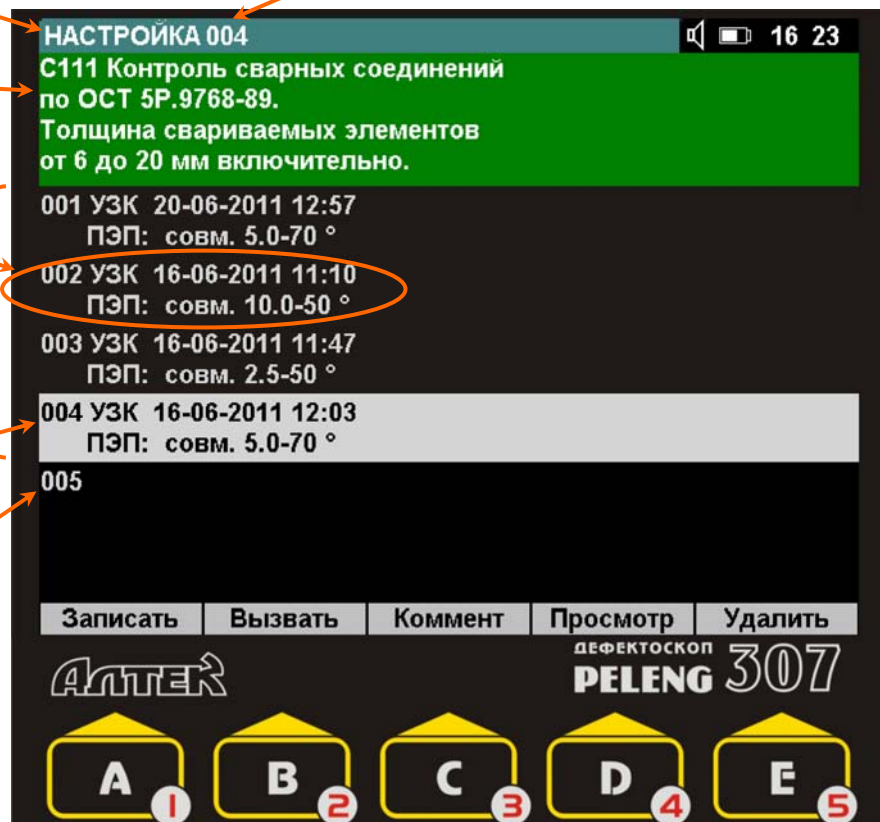 НАСТРОЙКА 004
16 23
С111 Контроль сварных соединений
по ОСТ 5Р.9768-89.
Толщина свариваемых элементов
от 6 до 20 мм включительно.
001 УЗК 20-06-2011 12:57
ПЭП: совм. 5.0-70 °
002 УЗК 16-06-2011 11:10
ПЭП: совм. 10.0-50 °
003 УЗК 16-06-2011 11:47
ПЭП: совм. 2.5-50 °
004 УЗК 16-06-2011 12:03
ПЭП: совм. 5.0-70 °
005
Записать Вызвать Коммент Просмотр Удалить
АЛТЕК
ДЕФЕКТОСКОП
PELENG 307
A B C D E
1 2 3 4 5